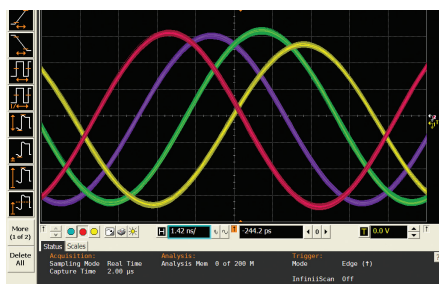 More
(1 of 2)
Delete
All
H 1.42 ns/ -244.2 ps 0 T 0.0 V
Status Scales
Acquisition: Analysis: Trigger:
Sampling Mode Real Time Analysis Mem 0 of 200 M Mode Edge (↑)
Capture Time 2.00 µs
InfiniiScan Off